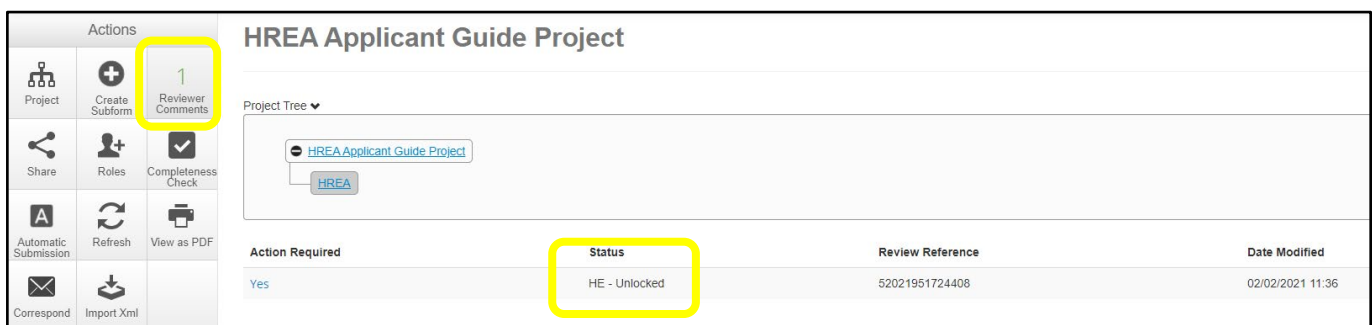 Actions
Project
Create
Subform
1
Reviewer
Comments
Share
Roles
Completeness
Check
A
Automatic
Submission
Refresh
View as PDF
Correspond
Import Xml
HREA Applicant Guide Project
Project Tree
HREA Applicant Guide Project
HREA
Action Required Status Review Reference Date Modified
Yes HE - Unlocked 52021951724408 02/02/2021 11:36